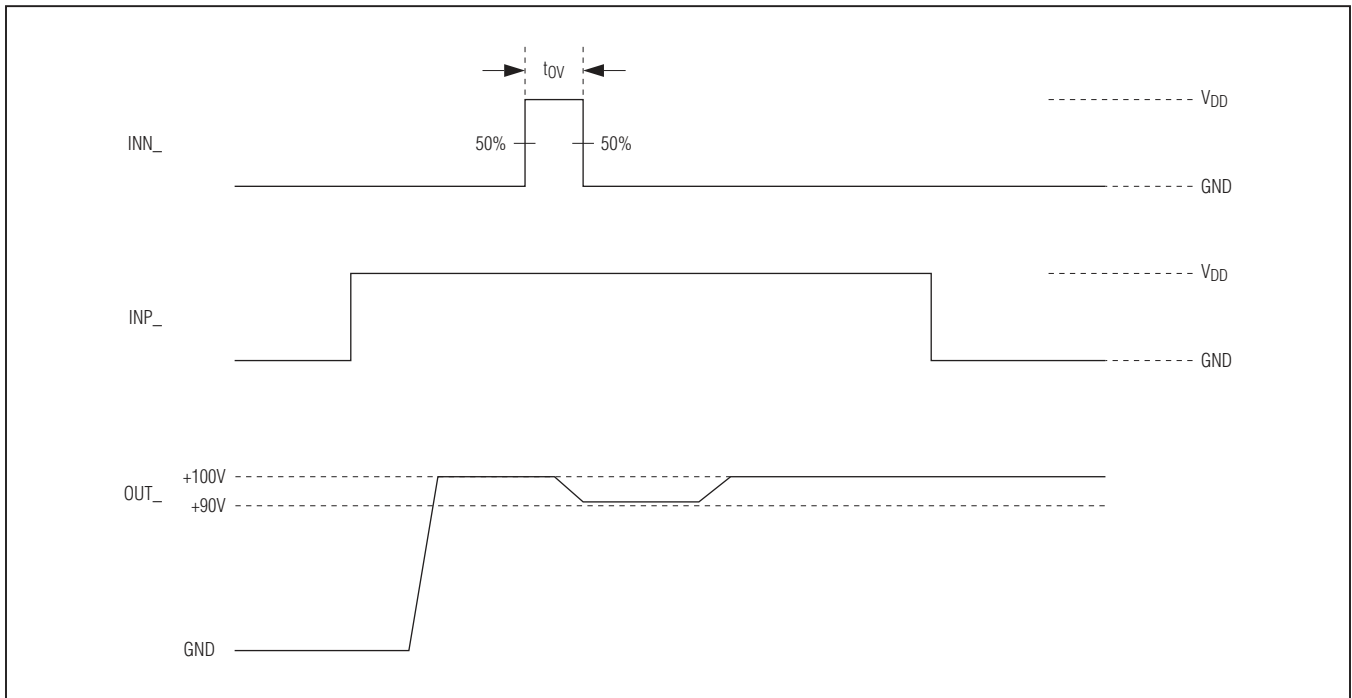 tOV
VDD
INN_
50%
50%
GND
VDD
INP_
GND
+100V
OUT_
+90V
GND